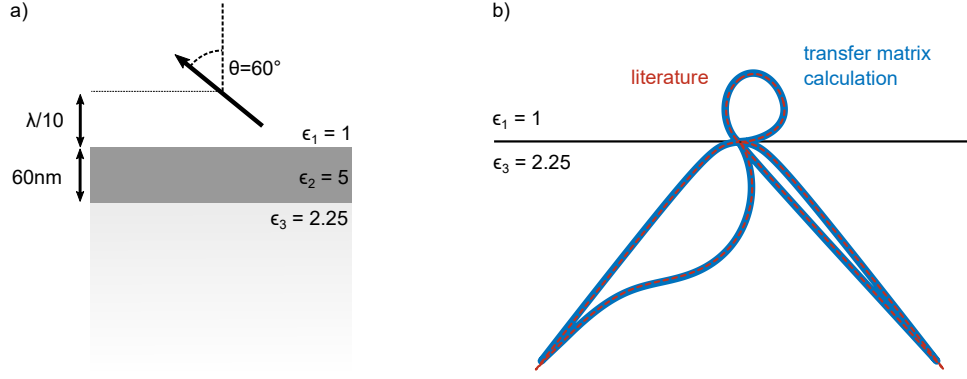 a)
θ=60°
λ/10
ϵ₁ = 1
60nm
ϵ₂ = 5
ϵ₃ = 2.25
b)
literature
transfer matrix
calculation
ϵ₁ = 1
ϵ₃ = 2.25